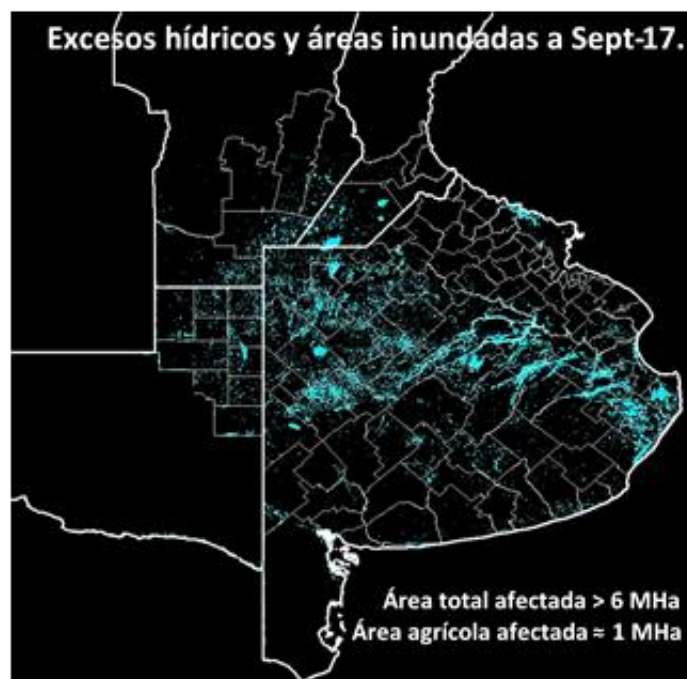 Excesos hídricos y áreas inundadas a Sept-17.
Área total afectada > 6 MHa
Área agrícola afectada ≈ 1 MHa